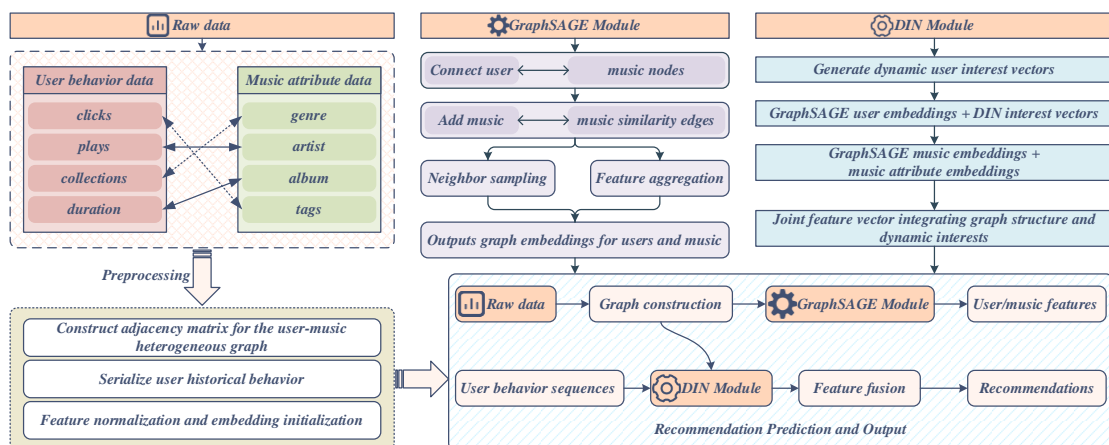 Raw data
User behavior data
clicks
plays
collections
duration
Music attribute data
genre
artist
album
tags
Preprocessing
Construct adjacency matrix for the user-music
heterogeneous graph
Serialize user historical behavior
Feature normalization and embedding initialization
GraphSAGE Module
Connect user
music nodes
Add music
music similarity edges
Neighbor sampling
Feature aggregation
Outputs graph embeddings for users and music
DIN Module
Generate dynamic user interest vectors
GraphSAGE user embeddings + DIN interest vectors
GraphSAGE music embeddings +
music attribute embeddings
Joint feature vector integrating graph structure and
dynamic interests
Raw data
Graph construction
GraphSAGE Module
User/music features
User behavior sequences
DIN Module
Feature fusion
Recommendations
Recommendation Prediction and Output